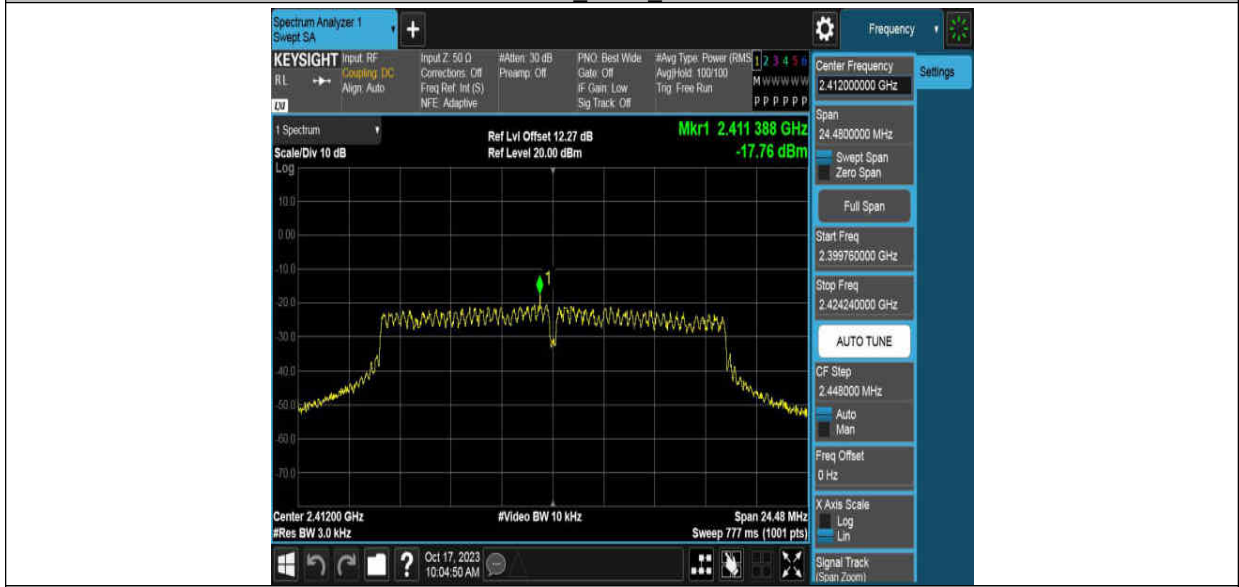 Spectrum Analyzer 1
Swept SA
+
Frequency
KEYSIGHT
RL
Input: RF
Coupling: DC
Align: Auto
Input Z: 50 Ω
Corrections: Off
Freq Ref: Int (S)
NFE: Adaptive
#Atten: 30 dB
Preamp: Off
PNO: Best Wide
Gate: Off
IF Gain: Low
Sig Track: Off
#Avg Type: Power (RMS
Avg|Hold: 100/100
Trig: Free Run
1 2 3 4 5 6
M W W W W W
P P P P P P
1 Spectrum
Scale/Div 10 dB
Ref Lvl Offset 12.27 dB
Ref Level 20.00 dBm
Mkr1 2.411 388 GHz
-17.76 dBm
Log
10.0
0.00
-10.0
-20.0
-30.0
-40.0
-50.0
-60.0
-70.0
1
Center 2.41200 GHz
#Res BW 3.0 kHz
#Video BW 10 kHz
Span 24.48 MHz
Sweep 777 ms (1001 pts)
?
Oct 17, 2023
10:04:50 AM
Center Frequency
2.412000000 GHz
Settings
Span
24.4800000 MHz
Swept Span
Zero Span
Full Span
Start Freq
2.399760000 GHz
Stop Freq
2.424240000 GHz
AUTO TUNE
CF Step
2.448000 MHz
Auto
Man
Freq Offset
0 Hz
X Axis Scale
Log
Lin
Signal Track
(Span Zoom)